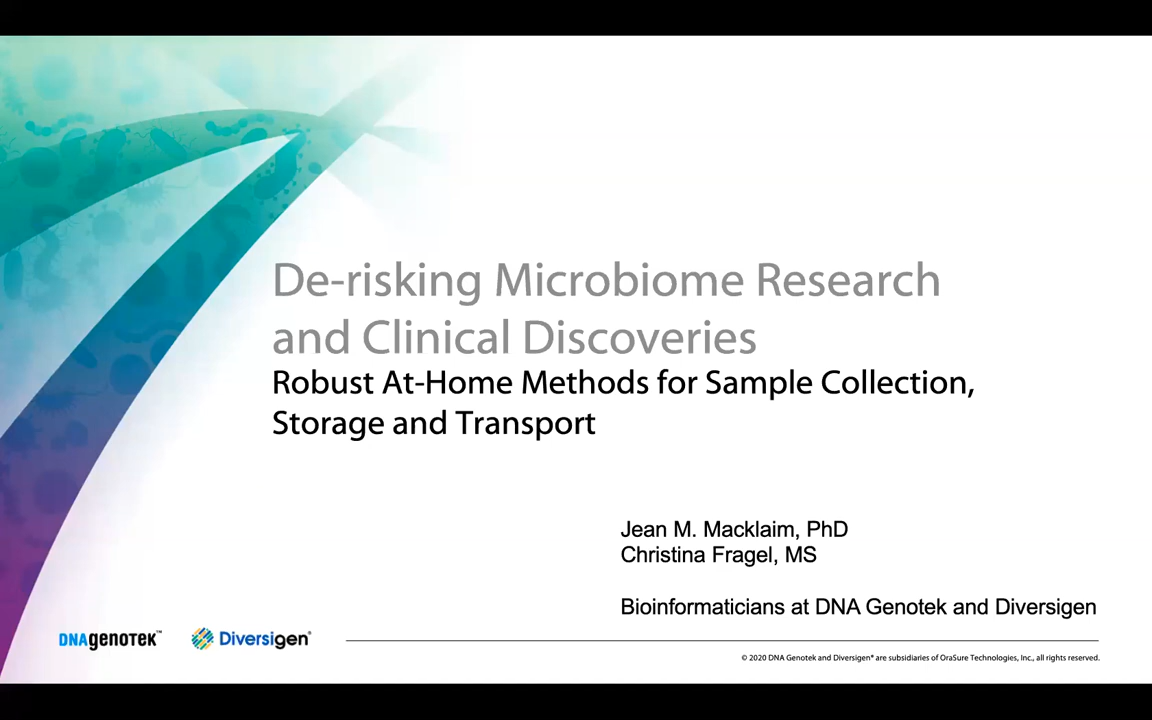 De-risking Microbiome Research
and Clinical Discoveries
Robust At-Home Methods for Sample Collection,
Storage and Transport
Jean M. Macklaim, PhD
Christina Fragel, MS
Bioinformaticians at DNA Genotek and Diversigen
DNAgenotek™
Diversigen®
© 2020 DNA Genotek and Diversigen® are subsidiaries of OraSure Technologies, Inc., all rights reserved.